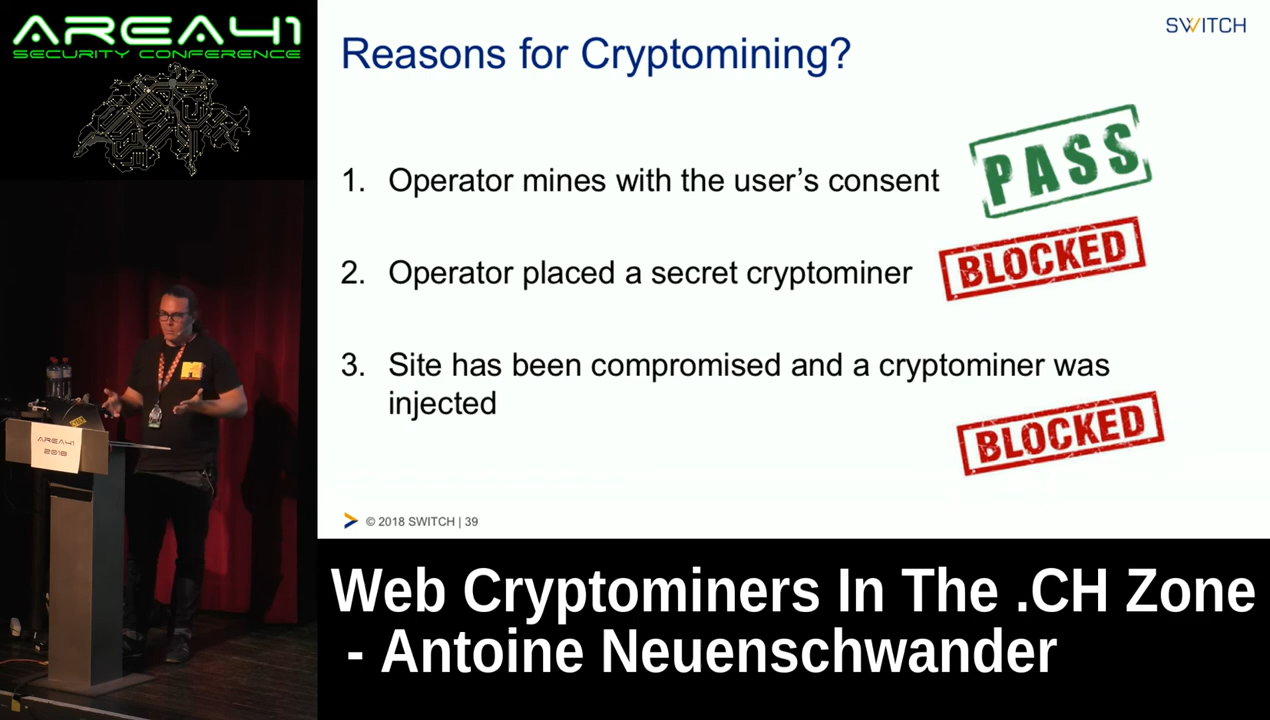 AREA41
SECURITY CONFERENCE
SWITCH
Reasons for Cryptomining?
1. Operator mines with the user’s consent
PASS
2. Operator placed a secret cryptominer
BLOCKED
3. Site has been compromised and a cryptominer was
injected
BLOCKED
© 2018 SWITCH | 39
AREA41
2018
Web Cryptominers In The .CH Zone
- Antoine Neuenschwander